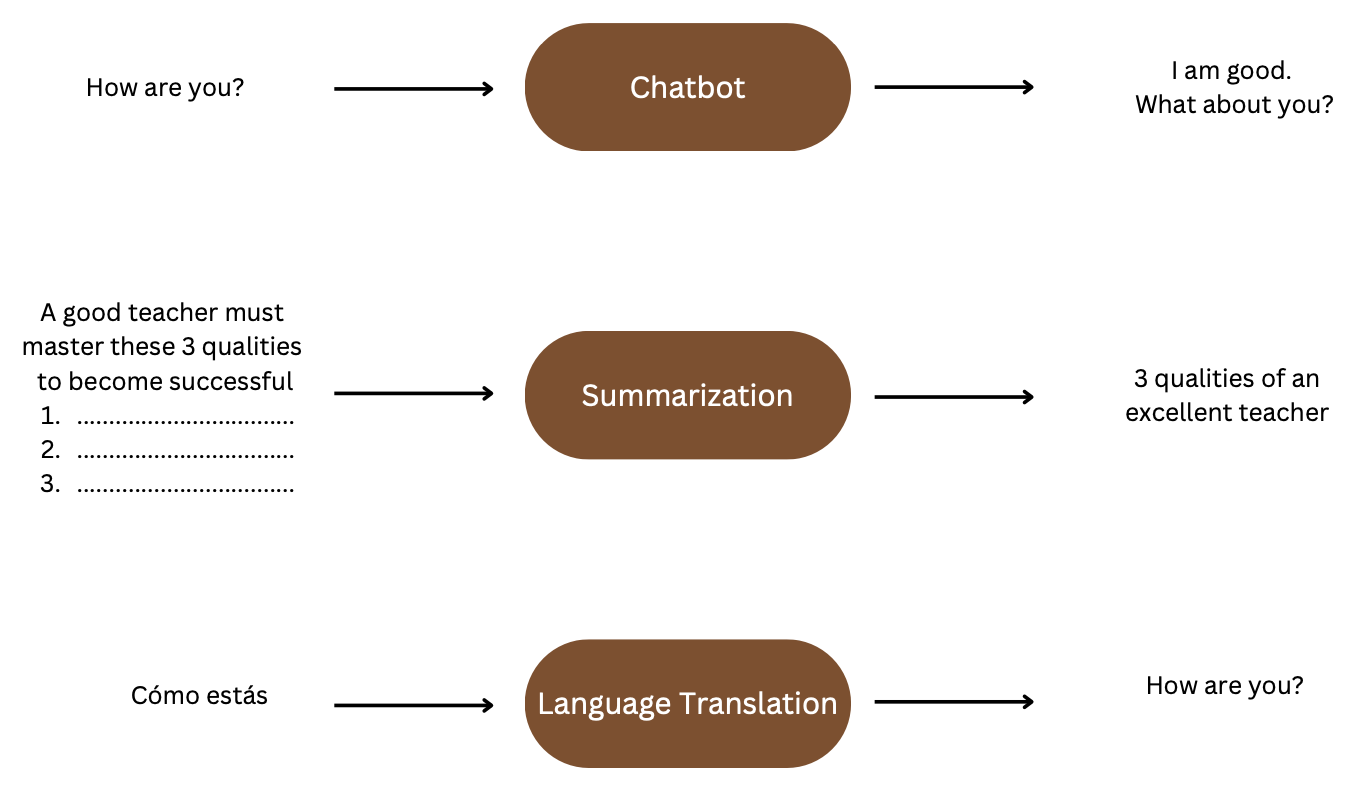 How are you?
Chatbot
I am good.
What about you?
A good teacher must
master these 3 qualities
to become successful
1. ..................................
2. ..................................
3. ..................................
Summarization
3 qualities of an
excellent teacher
Cómo estás
Language Translation
How are you?